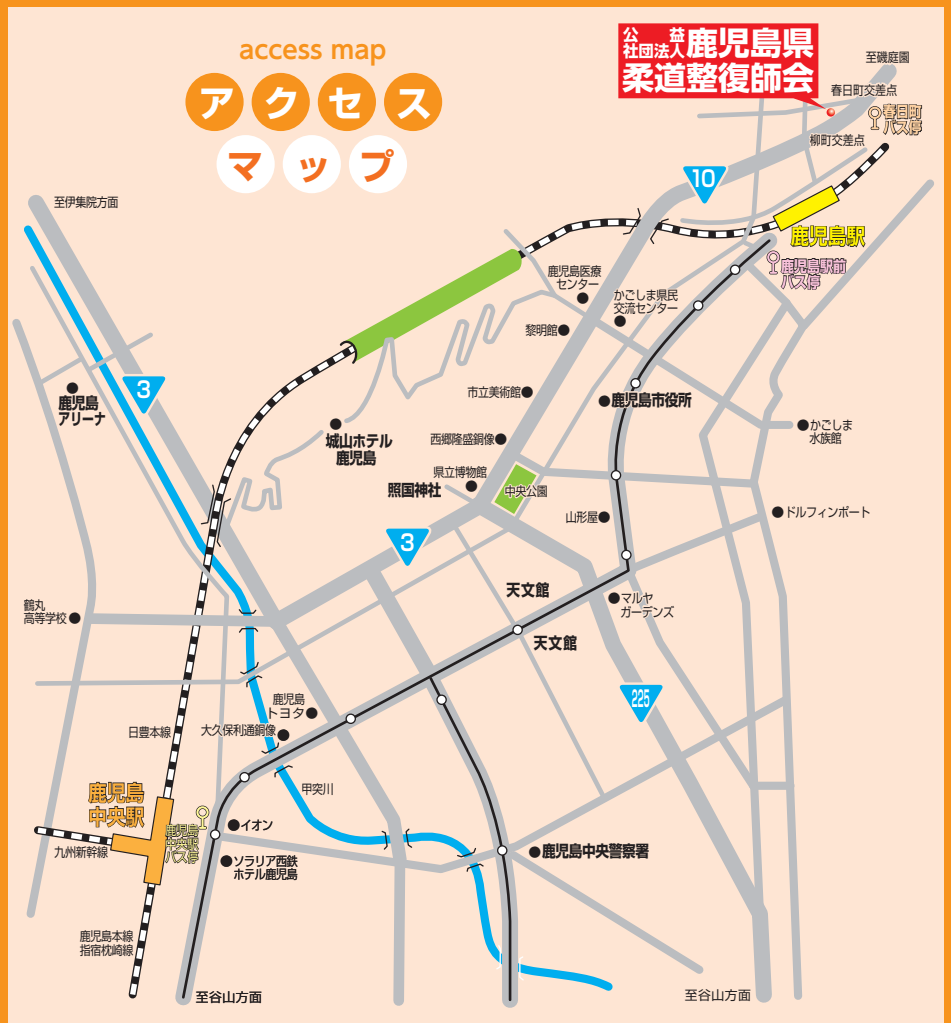 access map
アクセス
マップ
公益
社団法人鹿児島県
柔道整復師会
至磯庭園
春日町交差点
春日町
バス停
柳町交差点
10
至伊集院方面
鹿児島駅
鹿児島駅前
バス停
鹿児島医療
センター
かごしま県民
交流センター
黎明館
3
鹿児島
アリーナ
市立美術館
鹿児島市役所
城山ホテル
鹿児島
西郷隆盛銅像
かごしま
水族館
県立博物館
照国神社
中央公園
山形屋
ドルフィンポート
3
天文館
鶴丸
高等学校
マルヤ
ガーデンズ
天文館
225
鹿児島
トヨタ
大久保利通銅像
日豊本線
甲突川
鹿児島
中央駅
鹿児島
中央駅
バス停
イオン
九州新幹線
ソラリア西鉄
ホテル鹿児島
鹿児島中央警察署
鹿児島本線
指宿枕崎線
至谷山方面
至谷山方面